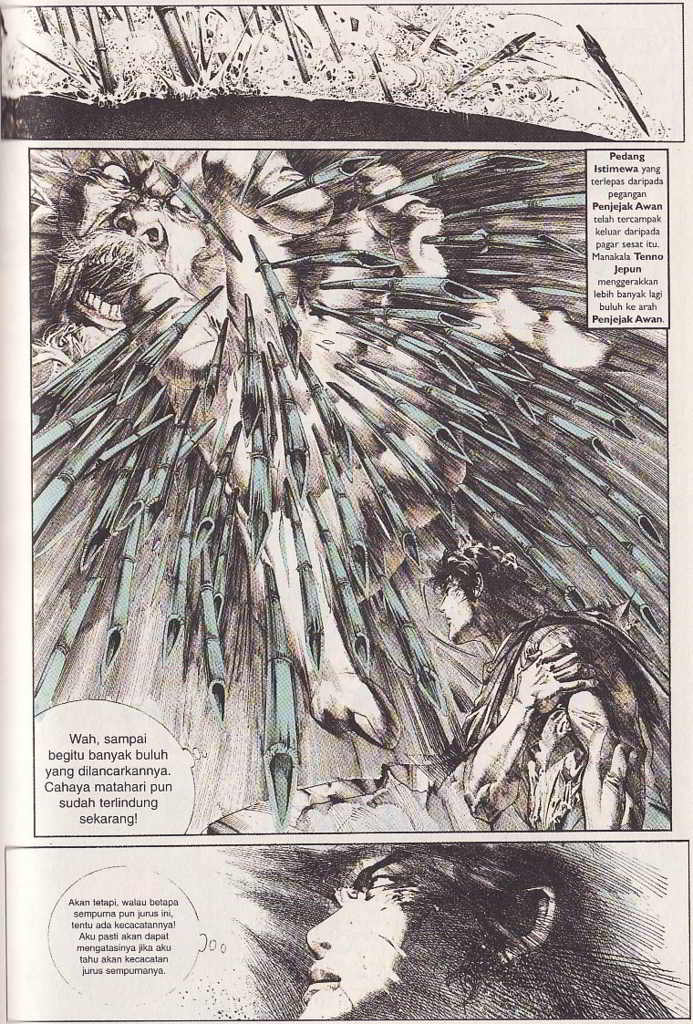 Pedang
Istimewa yang
terlepas daripada
pegangan
Penjejak Awan
telah tercampak
keluar daripada
pagar sesat itu.
Manakala Tenno
Jepun
menggerakkan
lebih banyak lagi
buluh ke arah
Penjejak Awan.
Wah, sampai
begitu banyak buluh
yang dilancarkannya.
Cahaya matahari pun
sudah terlindung
sekarang!
Akan tetapi, walau betapa
sempurna pun jurus ini,
tentu ada kecacatannya!
Aku pasti akan dapat
mengatasinya jika aku
tahu akan kecacatan
jurus sempurnanya.